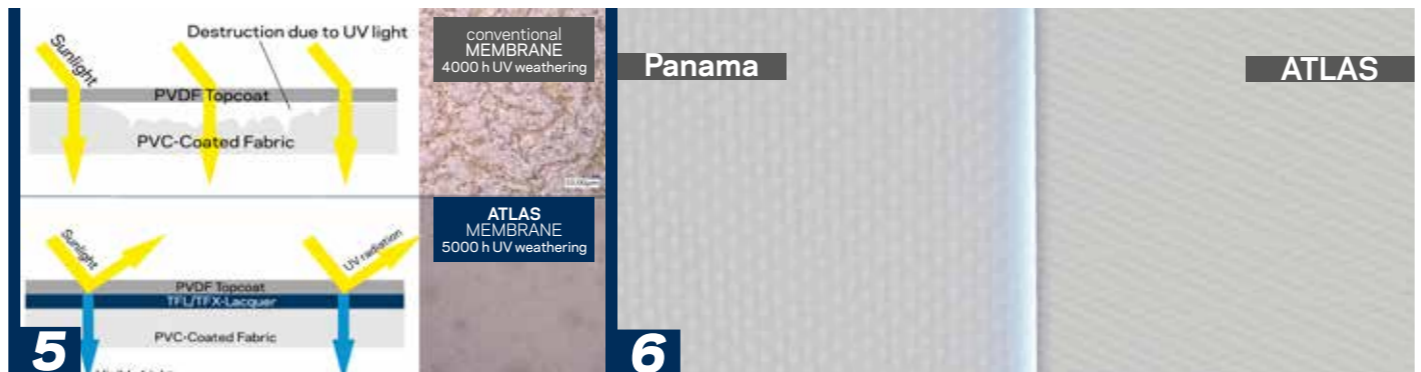 Sunlight
Destruction due to UV light
PVDF Topcoat
PVC-Coated Fabric
conventional
MEMBRANE
4000 h UV weathering
Sunlight
UV radiation
PVDF Topcoat
TFL/TFX-Lacquer
PVC-Coated Fabric
ATLAS
MEMBRANE
5000 h UV weathering
5
Panama
ATLAS
6